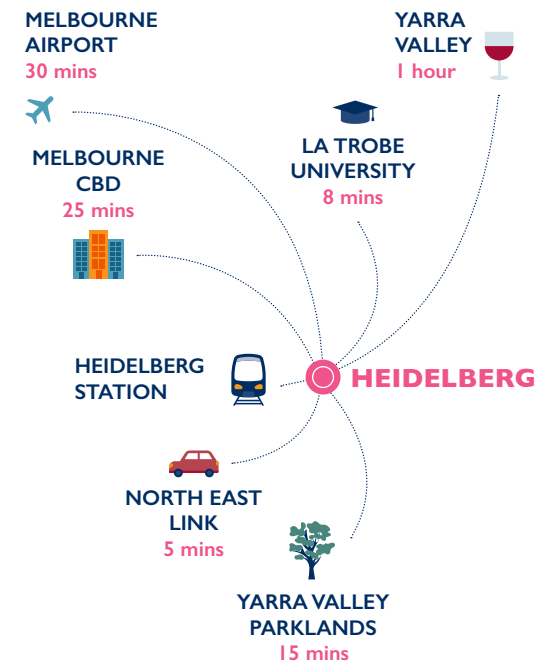 MELBOURNE
AIRPORT
30 mins
YARRA
VALLEY
1 hour
LA TROBE
UNIVERSITY
8 mins
MELBOURNE
CBD
25 mins
HEIDELBERG
STATION
HEIDELBERG
NORTH EAST
LINK
5 mins
YARRA VALLEY
PARKLANDS
15 mins